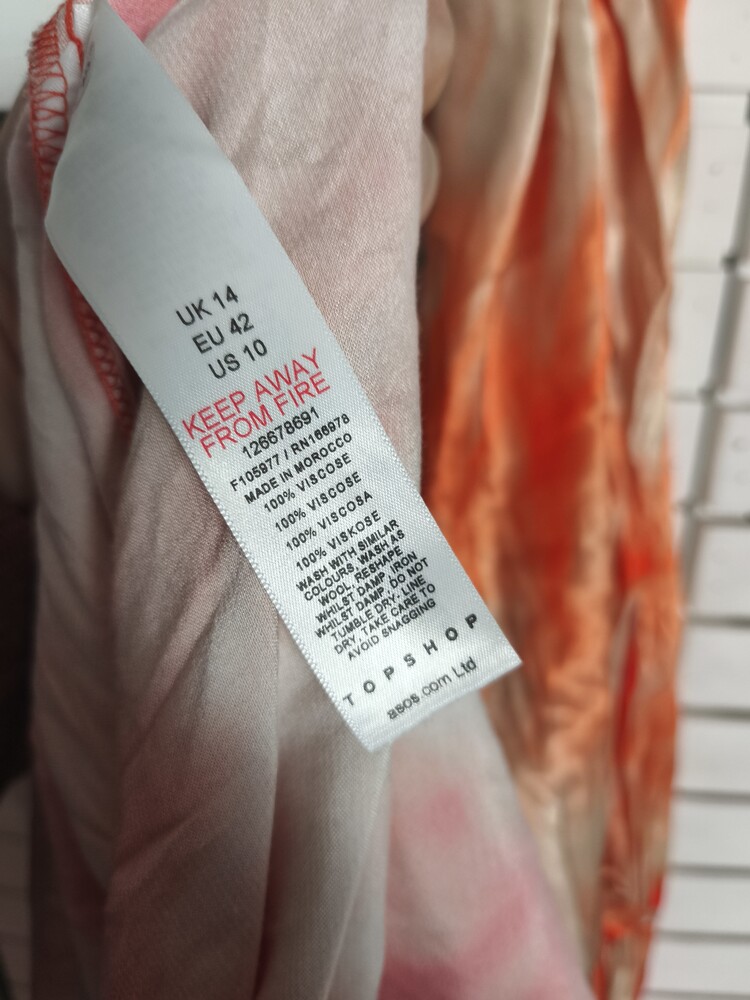 UK 14
EU 42
US 10
KEEP AWAY
FROM FIRE
126678691
F105977 / RN166978
MADE IN MOROCCO
100% VISCOSE
100% VISCOSE
100% VISCOSA
100% VISKOSE
WASH WITH SIMILAR
COLOURS, WASH AS
WOOL, RESHAPE
WHILST DAMP, IRON
WHILST DAMP, DO NOT
TUMBLE DRY. LINE
DRY. TAKE CARE TO
AVOID SNAGGING
TOPSHOP
asos.com Ltd